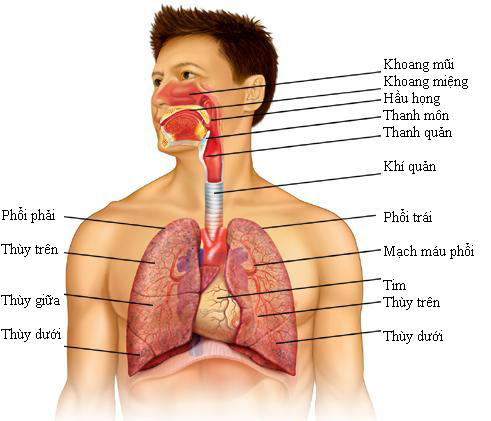 Khoang mũi
Khoang miệng
Hầu họng
Thanh môn
Thanh quản
Khí quản
Phổi phải
Thùy trên
Thùy giữa
Thùy dưới
Phổi trái
Mạch máu phổi
Tim
Thùy trên
Thùy dưới